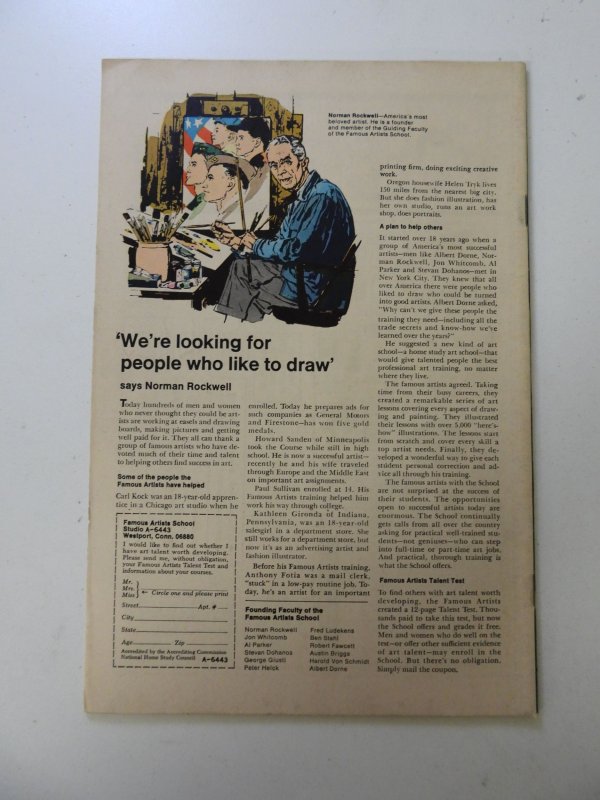 Norman Rockwell—America's most
beloved artist. He is a founder
and member of the Guiding Faculty
of the Famous Artists School.
'We're looking for
people who like to draw'
says Norman Rockwell
Today hundreds of men and women
who never thought they could be art-
ists are working at easels and drawing
boards, making pictures and getting
well paid for it. They all can thank a
group of famous artists who have de-
voted much of their time and talent
to helping others find success in art.
Some of the people the
Famous Artists have helped
Carl Kock was an 18-year-old appren-
tice in a Chicago art studio when he
enrolled. Today he prepares ads for
such companies as General Motors
and Firestone—has won five gold
medals.
Howard Sanden of Minneapolis
took the Course while still in high
school. He is now a successful artist—
recently he and his wife traveled
through Europe and the Middle East
on important art assignments.
Paul Sullivan enrolled at 14. His
Famous Artists training helped him
work his way through college.
Kathleen Gironda of Indiana,
Pennsylvania, was an 18-year-old
salesgirl in a department store. She
still works for a department store, but
now it's as an advertising artist and
fashion illustrator.
Before his Famous Artists training,
Anthony Fotia was a mail clerk,
"stuck" in a low-pay routine job. To-
day, he's an artist for an important
printing firm, doing exciting creative
work.
Oregon housewife Helen Tryk lives
150 miles from the nearest big city.
But she does fashion illustration, has
her own studio, runs an art work
shop, does portraits.
A plan to help others
It started over 18 years ago when a
group of America's most successful
artists—men like Albert Dorne, Nor-
man Rockwell, Jon Whitcomb, Al
Parker and Stevan Dohanos—met in
New York City. They knew that all
over America there were people who
liked to draw who could be turned
into good artists. Albert Dorne asked,
"Why can't we give these people the
training they need—including all the
trade secrets and know-how we've
learned over the years?"
He suggested a new kind of art
school—a home study art school—that
would give talented people the best
professional art training, no matter
where they live.
The famous artists agreed. Taking
time from their busy careers, they
created a remarkable series of art
lessons covering every aspect of draw-
ing and painting. They illustrated
their lessons with over 5,000 "here's-
how" illustrations. The lessons start
from scratch and cover every skill a
top artist needs. Finally, they de-
veloped a wonderful way to give each
student personal correction and ad-
vice all through his training.
The famous artists with the School
are not surprised at the success of
their students. The opportunities
open to successful artists today are
enormous. The School continually
gets calls from all over the country
asking for practical well-trained stu-
dents—not geniuses—who can step
into full-time or part-time art jobs.
And practical, thorough training is
what the School offers.
Famous Artists Talent Test
To find others with art talent worth
developing, the Famous Artists
created a 12-page Talent Test. Thou-
sands paid to take this test, but now
the School offers and grades it free.
Men and women who do well on the
test—or offer other sufficient evidence
of art talent—may enroll in the
School. But there's no obligation.
Simply mail the coupon.
Famous Artists School
Studio A-6443
Westport, Conn. 06880
I would like to find out whether I
have art talent worth developing.
Please send me, without obligation,
your Famous Artists Talent Test and
information about your courses.
Mr.
Mrs.
Miss
← Circle one and please print
Street Apt. #
City
State
Age Zip
Accredited by the Accrediting Commission
National Home Study Council A-6443
Founding Faculty of the
Famous Artists School
Norman Rockwell
Jon Whitcomb
Al Parker
Stevan Dohanos
George Giusti
Peter Helck
Fred Ludekens
Ben Stahl
Robert Fawcett
Austin Briggs
Harold Von Schmidt
Albert Dorne